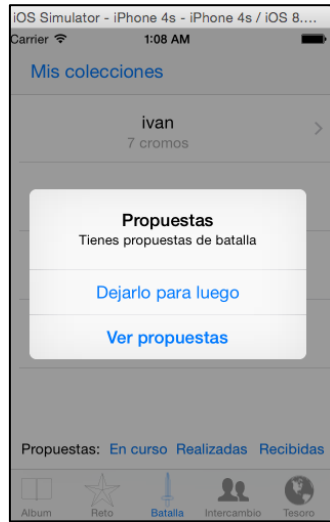 iOS Simulator - iPhone 4s - iPhone 4s / iOS 8....
Carrier 1:08 AM
Mis colecciones
ivan
7 cromos
Propuestas
Tienes propuestas de batalla
Dejarlo para luego
Ver propuestas
Propuestas: En curso Realizadas Recibidas
Album Reto Batalla Intercambio Tesoro